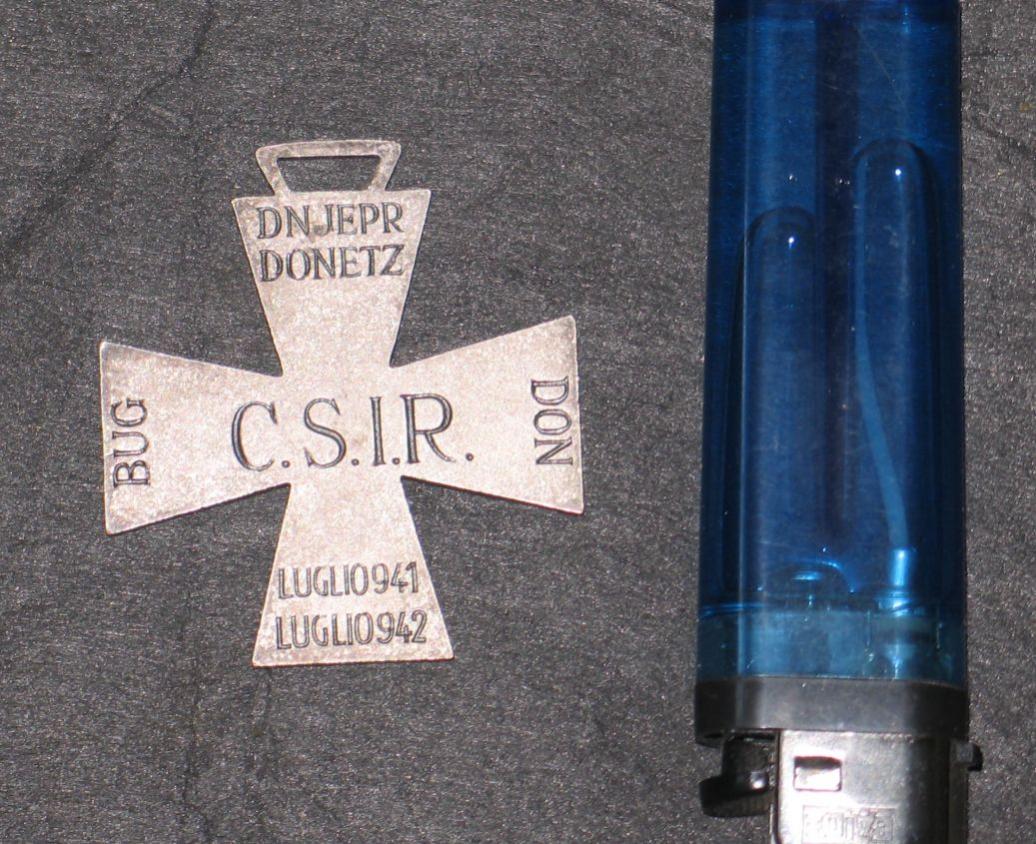 DNJEPR
DONETZ
BUG
C.S.I.R.
DON
LUGLIO941
LUGLIO942